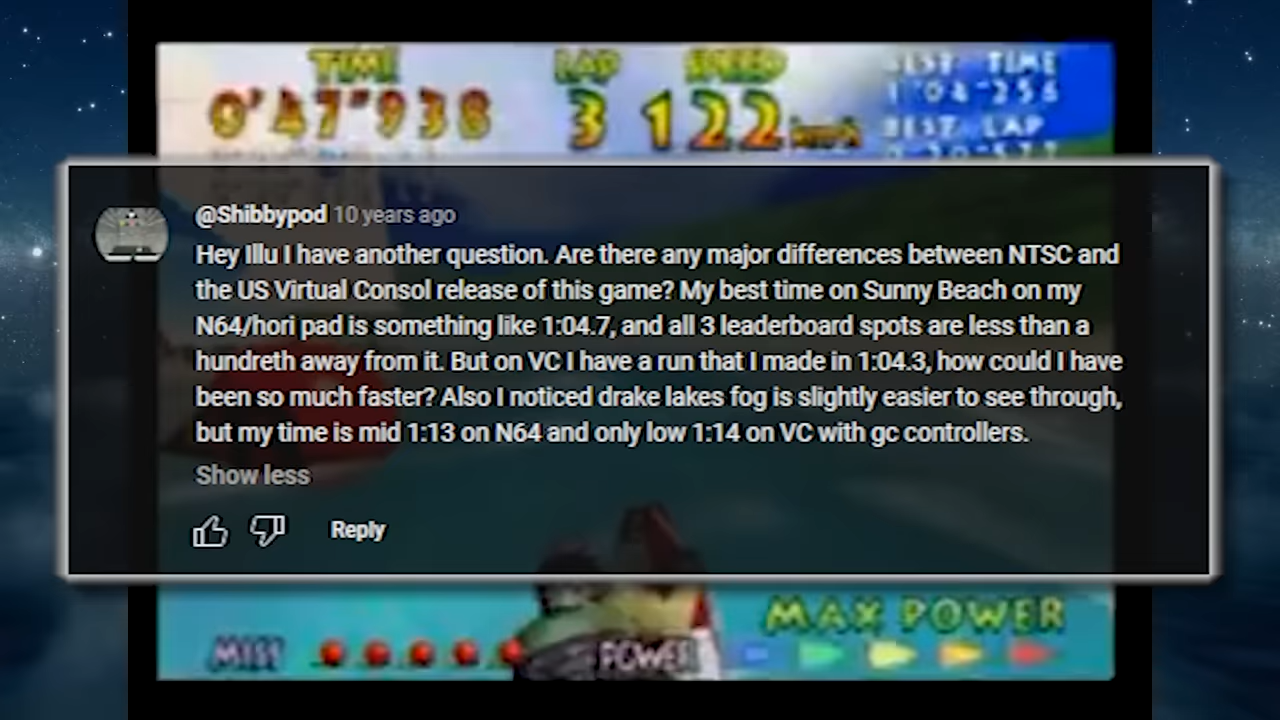 TIME LAP SPEED BEST TIME
0'47"938 3 122 km/h 1'04"256
BEST LAP
@Shibbypod 10 years ago
Hey Illu I have another question. Are there any major differences between NTSC and
the US Virtual Consol release of this game? My best time on Sunny Beach on my
N64/hori pad is something like 1:04.7, and all 3 leaderboard spots are less than a
hundreth away from it. But on VC I have a run that I made in 1:04.3, how could I have
been so much faster? Also I noticed drake lakes fog is slightly easier to see through,
but my time is mid 1:13 on N64 and only low 1:14 on VC with gc controllers.
Show less
Reply
MAX POWER
MISS POWER